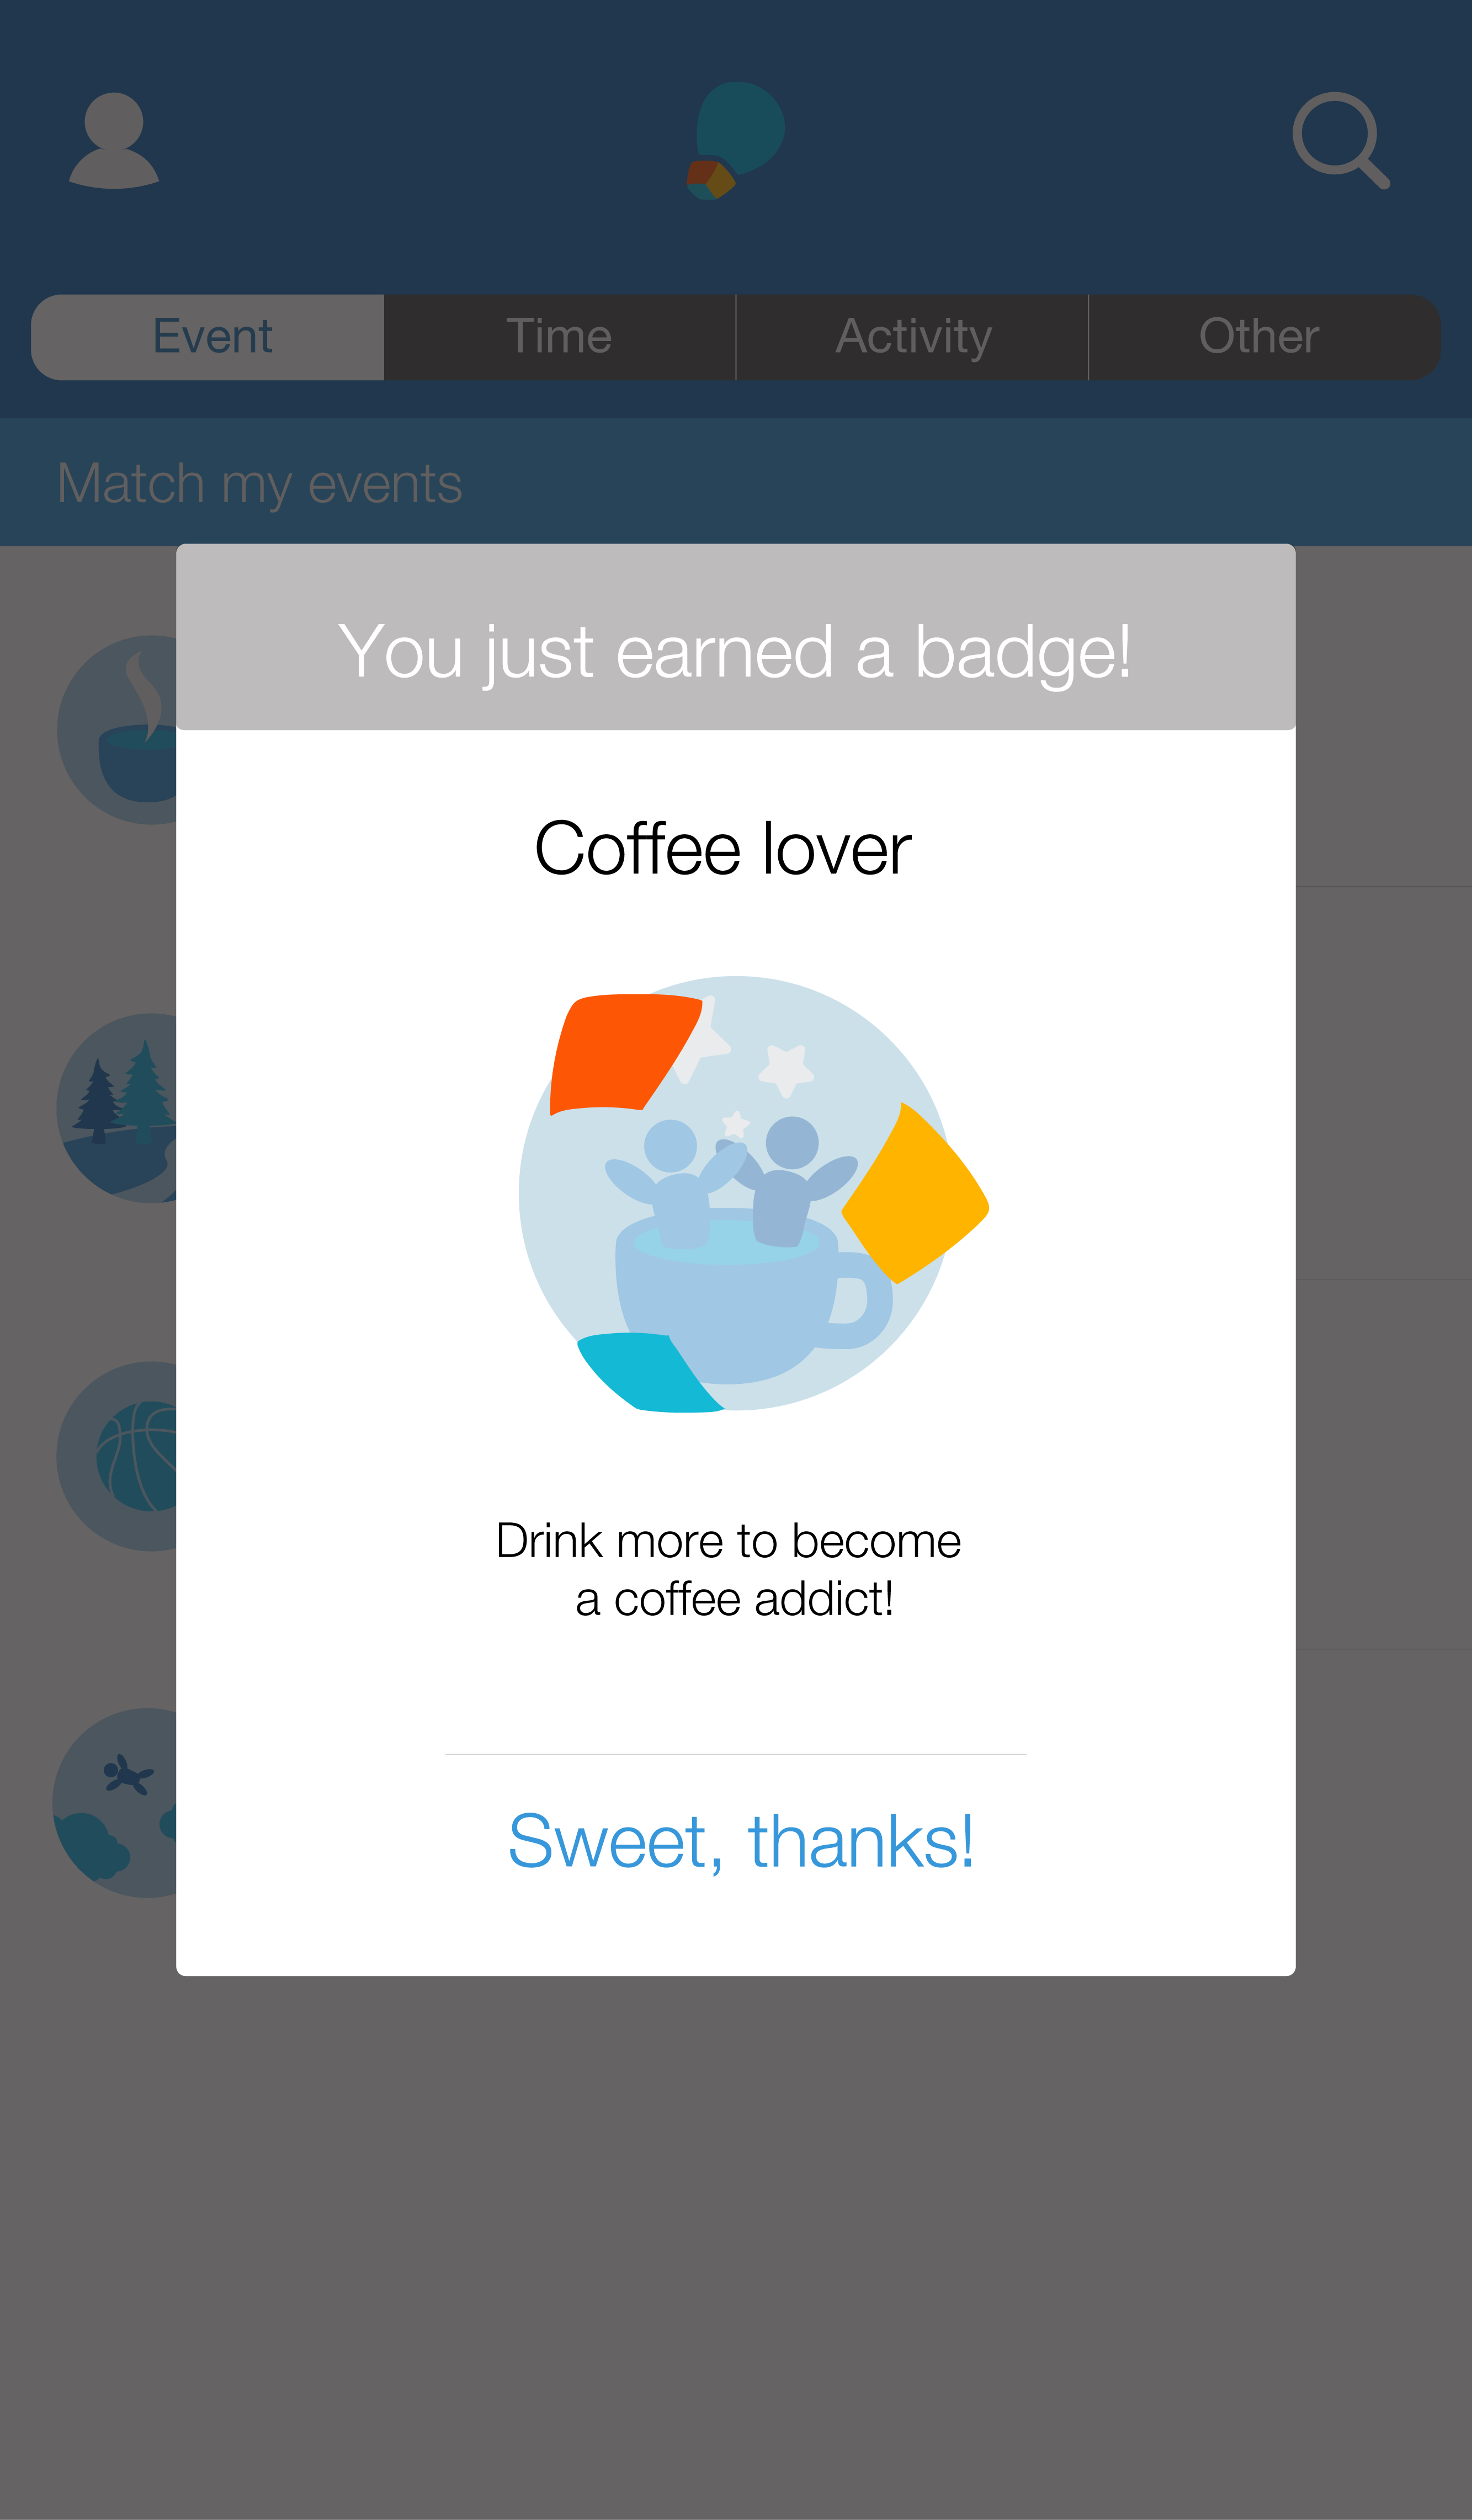 Event
Time
Activity
Other
Match my events
You just earned a badge!
Coffee lover
Drink more to become
a coffee addict!
Sweet, thanks!